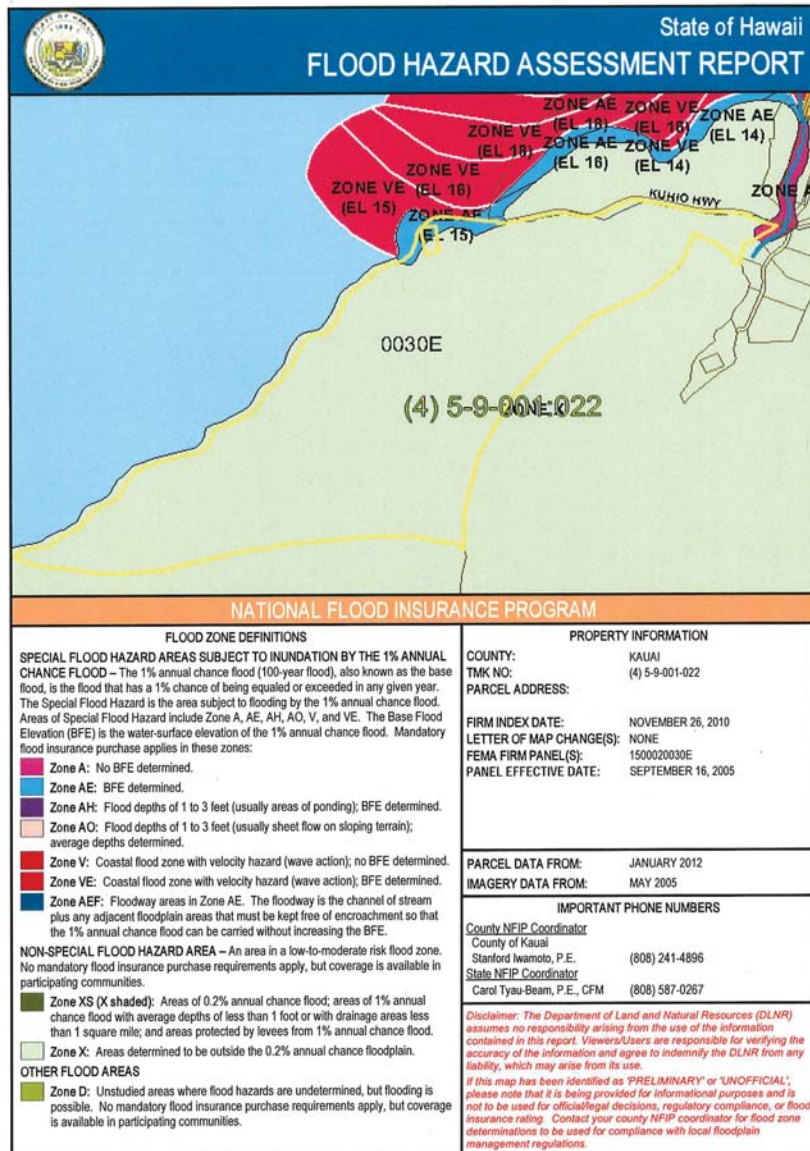 State of Hawaii
FLOOD HAZARD ASSESSMENT REPORT
STATE OF HAWAII
1959
ZONE AE
(EL 18)
ZONE VE
(EL 16)
ZONE AE
(EL 14)
ZONE VE
(EL 18)
ZONE AE
(EL 16)
ZONE VE
(EL 14)
ZONE VE
(EL 16)
ZONE VE
(EL 15)
ZONE AE
(EL 15)
KUHIO HWY
ZONE A
0030E
(4) 5-9-001:022
ZONE X
NATIONAL FLOOD INSURANCE PROGRAM
FLOOD ZONE DEFINITIONS
SPECIAL FLOOD HAZARD AREAS SUBJECT TO INUNDATION BY THE 1% ANNUAL
CHANCE FLOOD – The 1% annual chance flood (100-year flood), also known as the base
flood, is the flood that has a 1% chance of being equaled or exceeded in any given year.
The Special Flood Hazard is the area subject to flooding by the 1% annual chance flood.
Areas of Special Flood Hazard include Zone A, AE, AH, AO, V, and VE. The Base Flood
Elevation (BFE) is the water-surface elevation of the 1% annual chance flood. Mandatory
flood insurance purchase applies in these zones:
Zone A: No BFE determined.
Zone AE: BFE determined.
Zone AH: Flood depths of 1 to 3 feet (usually areas of ponding); BFE determined.
Zone AO: Flood depths of 1 to 3 feet (usually sheet flow on sloping terrain);
average depths determined.
Zone V: Coastal flood zone with velocity hazard (wave action); no BFE determined.
Zone VE: Coastal flood zone with velocity hazard (wave action); BFE determined.
Zone AEF: Floodway areas in Zone AE. The floodway is the channel of stream
plus any adjacent floodplain areas that must be kept free of encroachment so that
the 1% annual chance flood can be carried without increasing the BFE.
NON-SPECIAL FLOOD HAZARD AREA – An area in a low-to-moderate risk flood zone.
No mandatory flood insurance purchase requirements apply, but coverage is available in
participating communities.
Zone XS (X shaded): Areas of 0.2% annual chance flood; areas of 1% annual
chance flood with average depths of less than 1 foot or with drainage areas less
than 1 square mile; and areas protected by levees from 1% annual chance flood.
Zone X: Areas determined to be outside the 0.2% annual chance floodplain.
OTHER FLOOD AREAS
Zone D: Unstudied areas where flood hazards are undetermined, but flooding is
possible. No mandatory flood insurance purchase requirements apply, but coverage
is available in participating communities.
PROPERTY INFORMATION
COUNTY: KAUAI
TMK NO: (4) 5-9-001-022
PARCEL ADDRESS:
FIRM INDEX DATE: NOVEMBER 26, 2010
LETTER OF MAP CHANGE(S): NONE
FEMA FIRM PANEL(S): 1500020030E
PANEL EFFECTIVE DATE: SEPTEMBER 16, 2005
PARCEL DATA FROM: JANUARY 2012
IMAGERY DATA FROM: MAY 2005
IMPORTANT PHONE NUMBERS
County NFIP Coordinator
County of Kauai
Stanford Iwamoto, P.E. (808) 241-4896
State NFIP Coordinator
Carol Tyau-Beam, P.E., CFM (808) 587-0267
Disclaimer: The Department of Land and Natural Resources (DLNR)
assumes no responsibility arising from the use of the information
contained in this report. Viewers/Users are responsible for verifying the
accuracy of the information and agree to indemnify the DLNR from any
liability, which may arise from its use.
If this map has been identified as 'PRELIMINARY' or 'UNOFFICIAL',
please note that it is being provided for informational purposes and is
not to be used for official/legal decisions, regulatory compliance, or flood
insurance rating. Contact your county NFIP coordinator for flood zone
determinations to be used for compliance with local floodplain
management regulations.